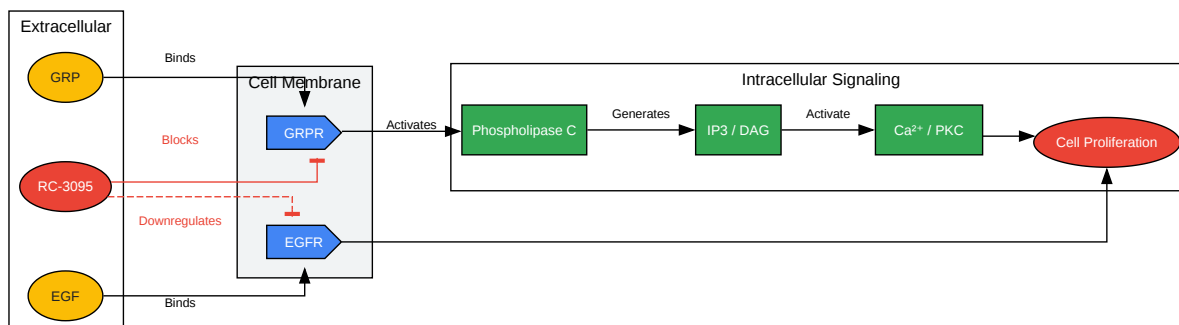 Extracellular
GRP
Binds
Cell Membrane
GRPR
Activates
Intracellular Signaling
Phospholipase C
Generates
IP3 / DAG
Activate
Ca²⁺ / PKC
Cell Proliferation
Blocks
RC-3095
Downregulates
EGFR
EGF
Binds